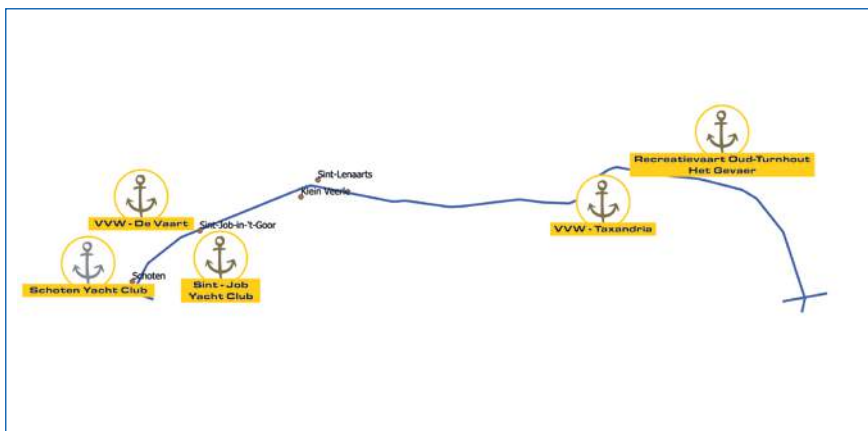 Recreatievaart Oud-Turnhout
Het Gevaer
Sint-Lenaarts
Klein Veerle
VVW - De Vaart
Sint-Job-in-'t-Goor
VVW - Taxandria
Schoten
Schoten Yacht Club
Sint - Job
Yacht Club